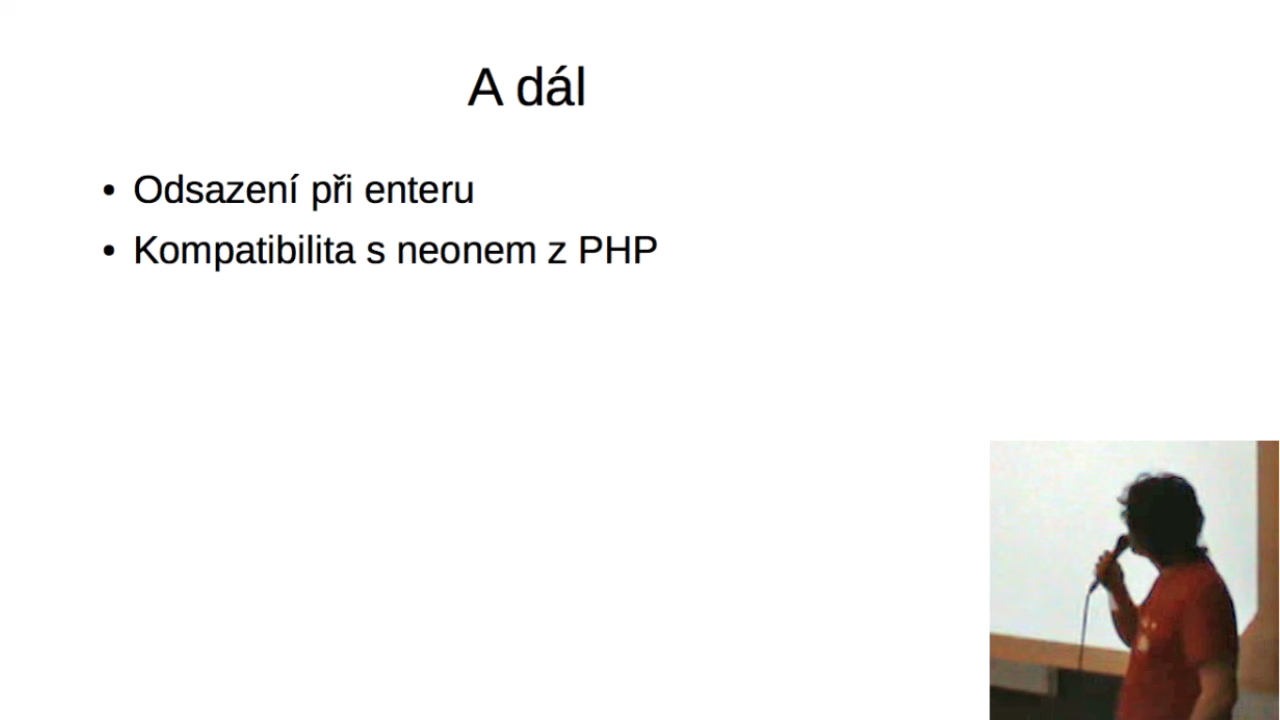 A dál
• Odsazení při enteru
• Kompatibilita s neonem z PHP